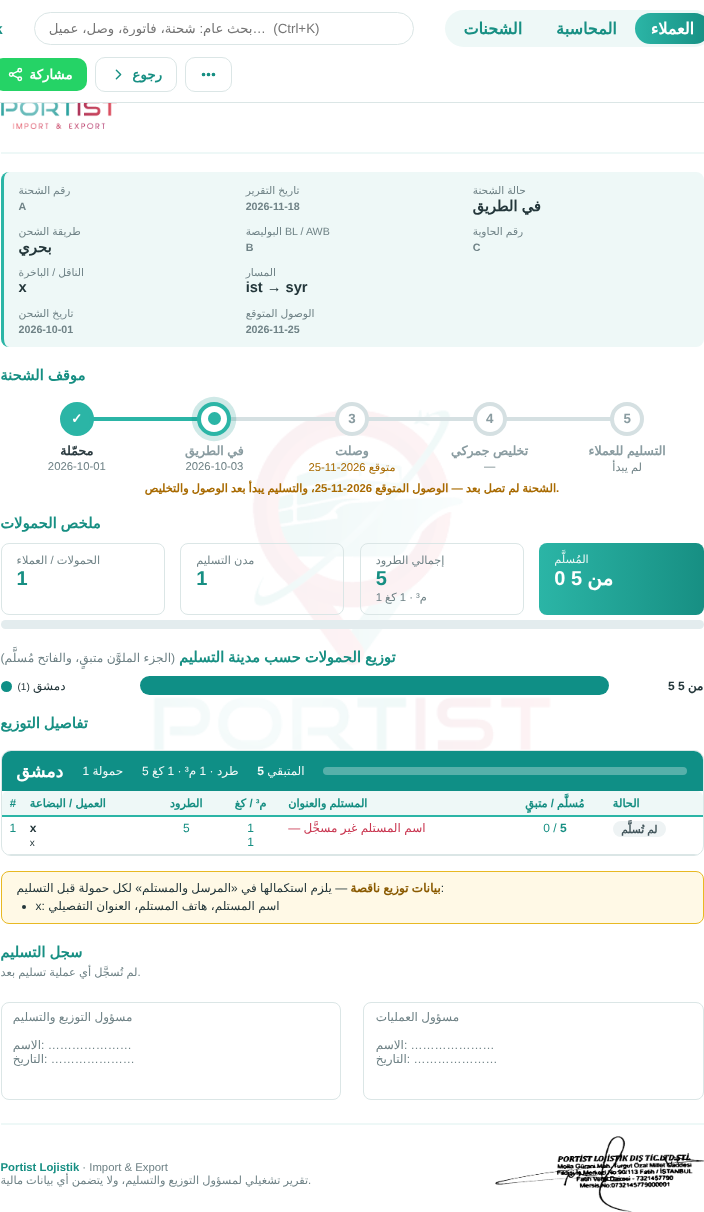 العملاء
المحاسبة
الشحنات
بحث عام: شحنة، فاتورة، وصل، عميل… (Ctrl+K)
•••
رجوع
مشاركة
PORTIST
IMPORT & EXPORT
رقم الشحنة
A
تاريخ التقرير
2026-11-18
حالة الشحنة
في الطريق
طريقة الشحن
بحري
البوليصة BL / AWB
B
رقم الحاوية
C
الناقل / الباخرة
x
المسار
ist → syr
تاريخ الشحن
2026-10-01
الوصول المتوقع
2026-11-25
موقف الشحنة
✓
3
4
5
محمّلة
في الطريق
وصلت
تخليص جمركي
التسليم للعملاء
2026-10-01
2026-10-03
متوقع 2026-11-25
—
لم يبدأ
الشحنة لم تصل بعد — الوصول المتوقع 2026-11-25، والتسليم يبدأ بعد الوصول والتخليص.
ملخص الحمولات
الحمولات / العملاء
1
مدن التسليم
1
إجمالي الطرود
5
1 م³ · 1 كغ
المُسلَّم
0 من 5
توزيع الحمولات حسب مدينة التسليم (الجزء الملوَّن متبقٍ، والفاتح مُسلَّم)
دمشق (1)
5 من 5
PORTIST
تفاصيل التوزيع
دمشق
1 حمولة
5 طرد · 1 م³ · 1 كغ
المتبقي 5
#
العميل / البضاعة
الطرود
م³ / كغ
المستلم والعنوان
مُسلَّم / متبقٍ
الحالة
1
x
x
5
1
1
— اسم المستلم غير مسجَّل
0 / 5
لم تُسلَّم
بيانات توزيع ناقصة — يلزم استكمالها في «المرسل والمستلم» لكل حمولة قبل التسليم:
• x: اسم المستلم، هاتف المستلم، العنوان التفصيلي
سجل التسليم
لم تُسجَّل أي عملية تسليم بعد.
مسؤول التوزيع والتسليم
الاسم: …………………
التاريخ: …………………
مسؤول العمليات
الاسم: …………………
التاريخ: …………………
Portist Lojistik · Import & Export
تقرير تشغيلي لمسؤول التوزيع والتسليم، ولا يتضمن أي بيانات مالية.
PORTİST LOJİSTİK DIŞ TİC.LTD.ŞTİ.